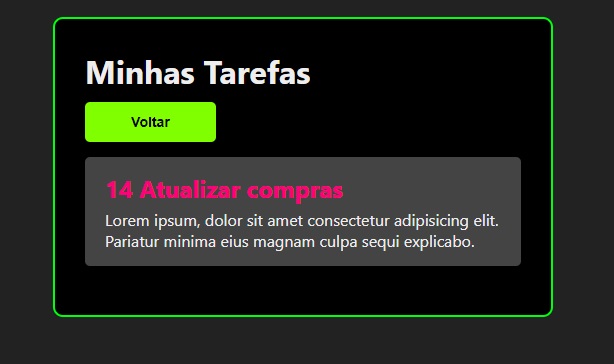 Minhas Tarefas
Voltar
14 Atualizar compras
Lorem ipsum, dolor sit amet consectetur adipisicing elit.
Pariatur minima eius magnam culpa sequi explicabo.